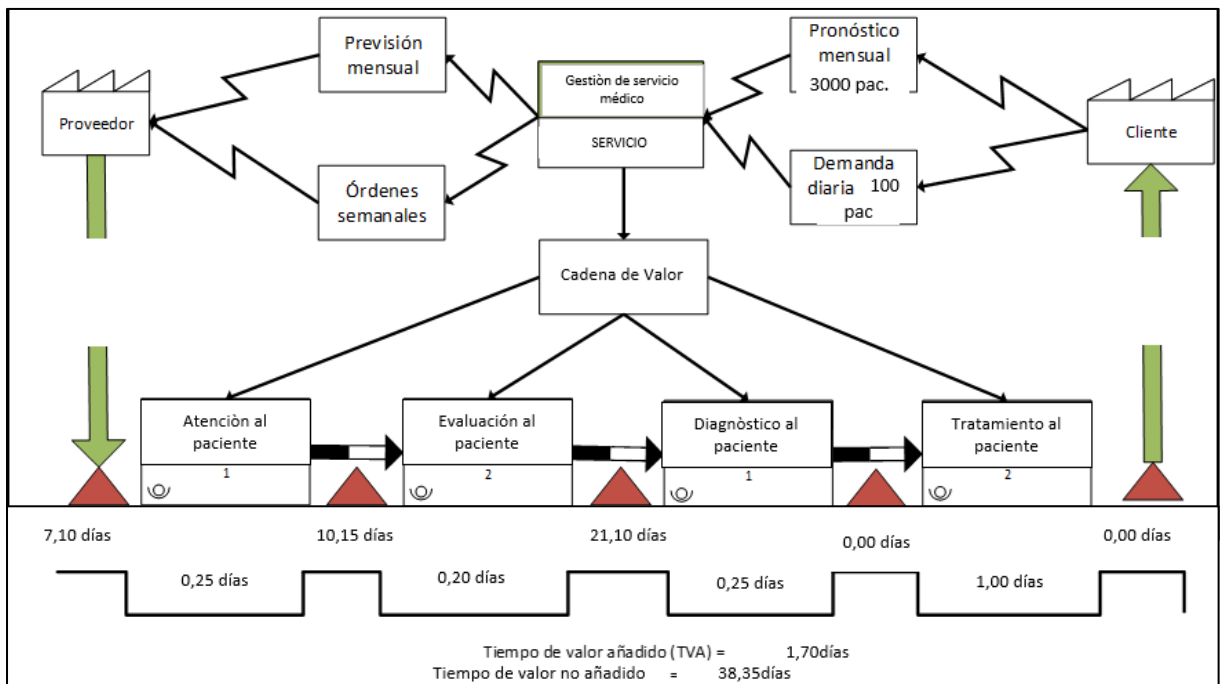 Previsión
mensual
Gestiòn de servicio
médico
SERVICIO
Pronóstico
mensual
3000 pac.
Proveedor
Cliente
Órdenes
semanales
Demanda
diaria 100
pac
Cadena de Valor
Atenciòn al
paciente
1
Evaluación al
paciente
2
Diagnòstico al
paciente
1
Tratamiento al
paciente
2
7,10 días
10,15 días
21,10 días
0,00 días
0,00 días
0,25 días
0,20 días
0,25 días
1,00 días
Tiempo de valor añadido (TVA) = 1,70días
Tiempo de valor no añadido = 38,35días